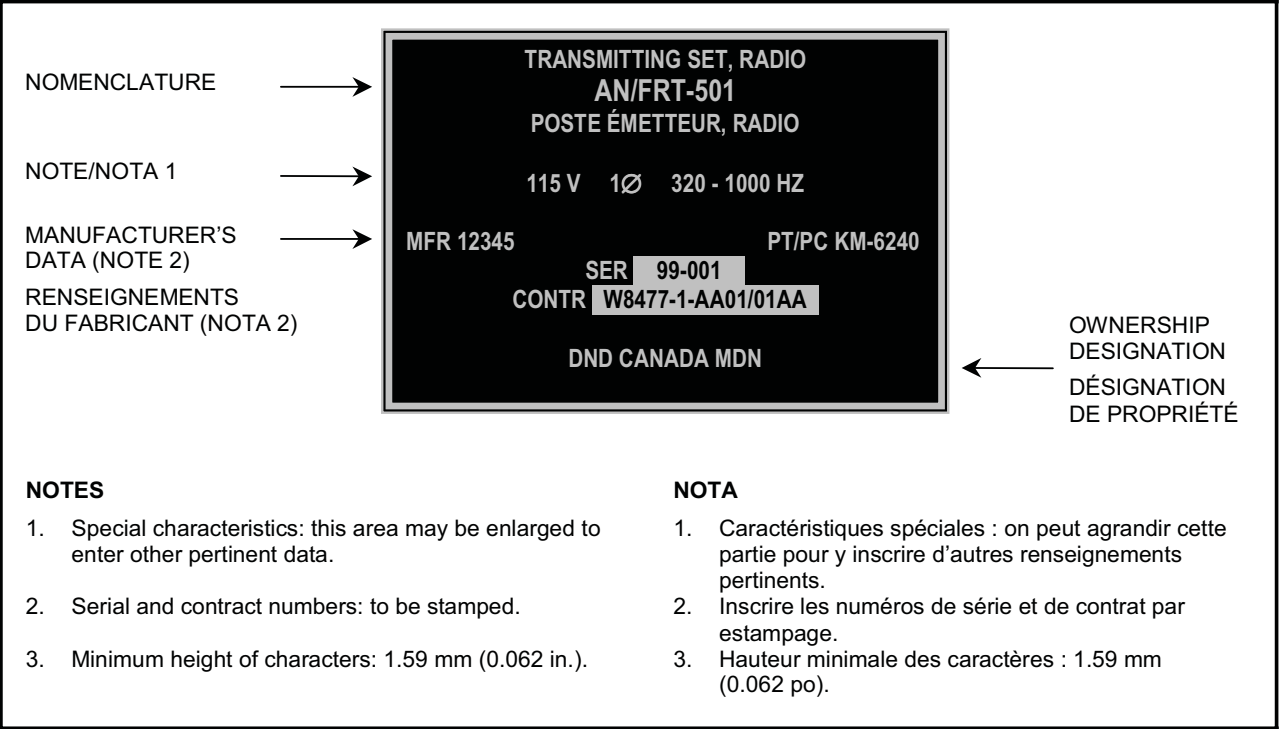 NOMENCLATURE
NOTE/NOTA 1
MANUFACTURER'S
DATA (NOTE 2)
RENSEIGNEMENTS
DU FABRICANT (NOTA 2)
TRANSMITTING SET, RADIO
AN/FRT-501
POSTE ÉMETTEUR, RADIO
115 V 1∅ 320 - 1000 HZ
MFR 12345 PT/PC KM-6240
SER 99-001
CONTR W8477-1-AA01/01AA
DND CANADA MDN
OWNERSHIP
DESIGNATION
DÉSIGNATION
DE PROPRIÉTÉ
NOTES
1. Special characteristics: this area may be enlarged to
enter other pertinent data.
2. Serial and contract numbers: to be stamped.
3. Minimum height of characters: 1.59 mm (0.062 in.).
NOTA
1. Caractéristiques spéciales : on peut agrandir cette
partie pour y inscrire d'autres renseignements
pertinents.
2. Inscrire les numéros de série et de contrat par
estampage.
3. Hauteur minimale des caractères : 1.59 mm
(0.062 po).